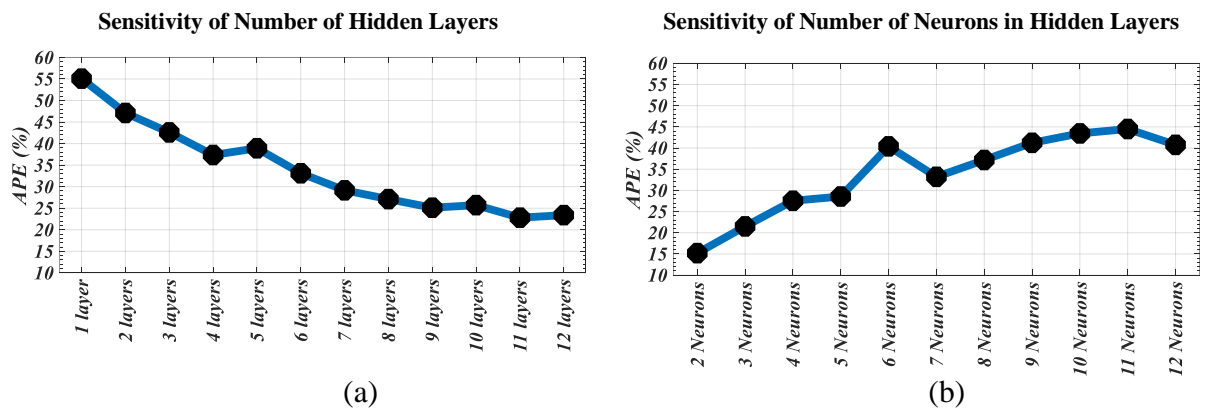 Sensitivity of Number of Hidden Layers
APE (%)
60
55
50
45
40
35
30
25
20
15
10
1 layer
2 layers
3 layers
4 layers
5 layers
6 layers
7 layers
8 layers
9 layers
10 layers
11 layers
12 layers
(a)
Sensitivity of Number of Neurons in Hidden Layers
APE (%)
60
55
50
45
40
35
30
25
20
15
10
2 Neurons
3 Neurons
4 Neurons
5 Neurons
6 Neurons
7 Neurons
8 Neurons
9 Neurons
10 Neurons
11 Neurons
12 Neurons
(b)